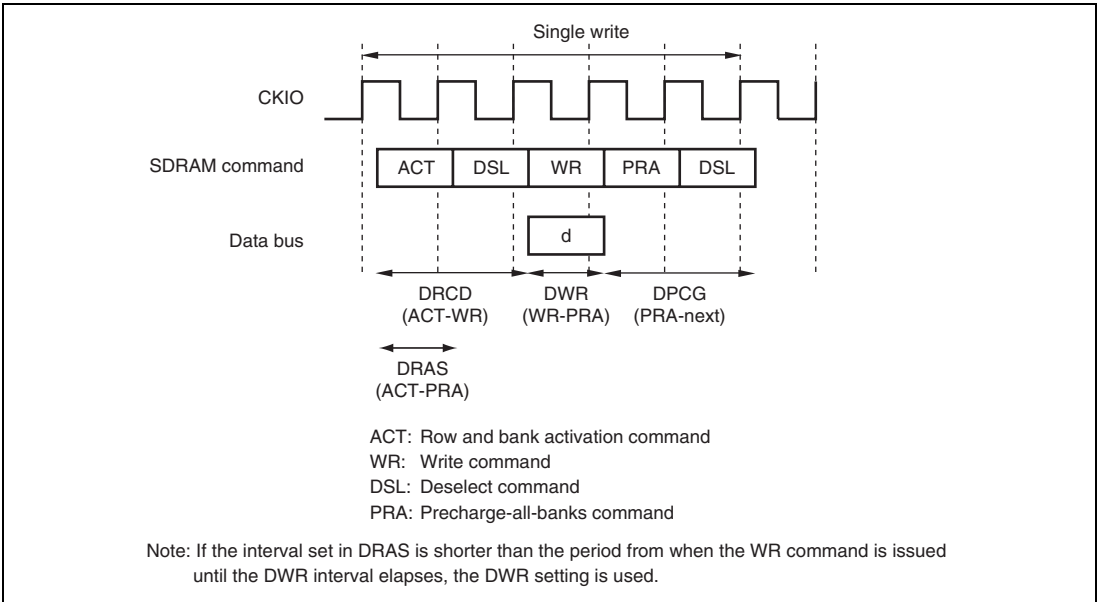 Single write
CKIO
SDRAM command
ACT DSL WR PRA DSL
Data bus
d
DRCD DWR DPCG
(ACT-WR) (WR-PRA) (PRA-next)
DRAS
(ACT-PRA)
ACT: Row and bank activation command
WR: Write command
DSL: Deselect command
PRA: Precharge-all-banks command
Note: If the interval set in DRAS is shorter than the period from when the WR command is issued
until the DWR interval elapses, the DWR setting is used.